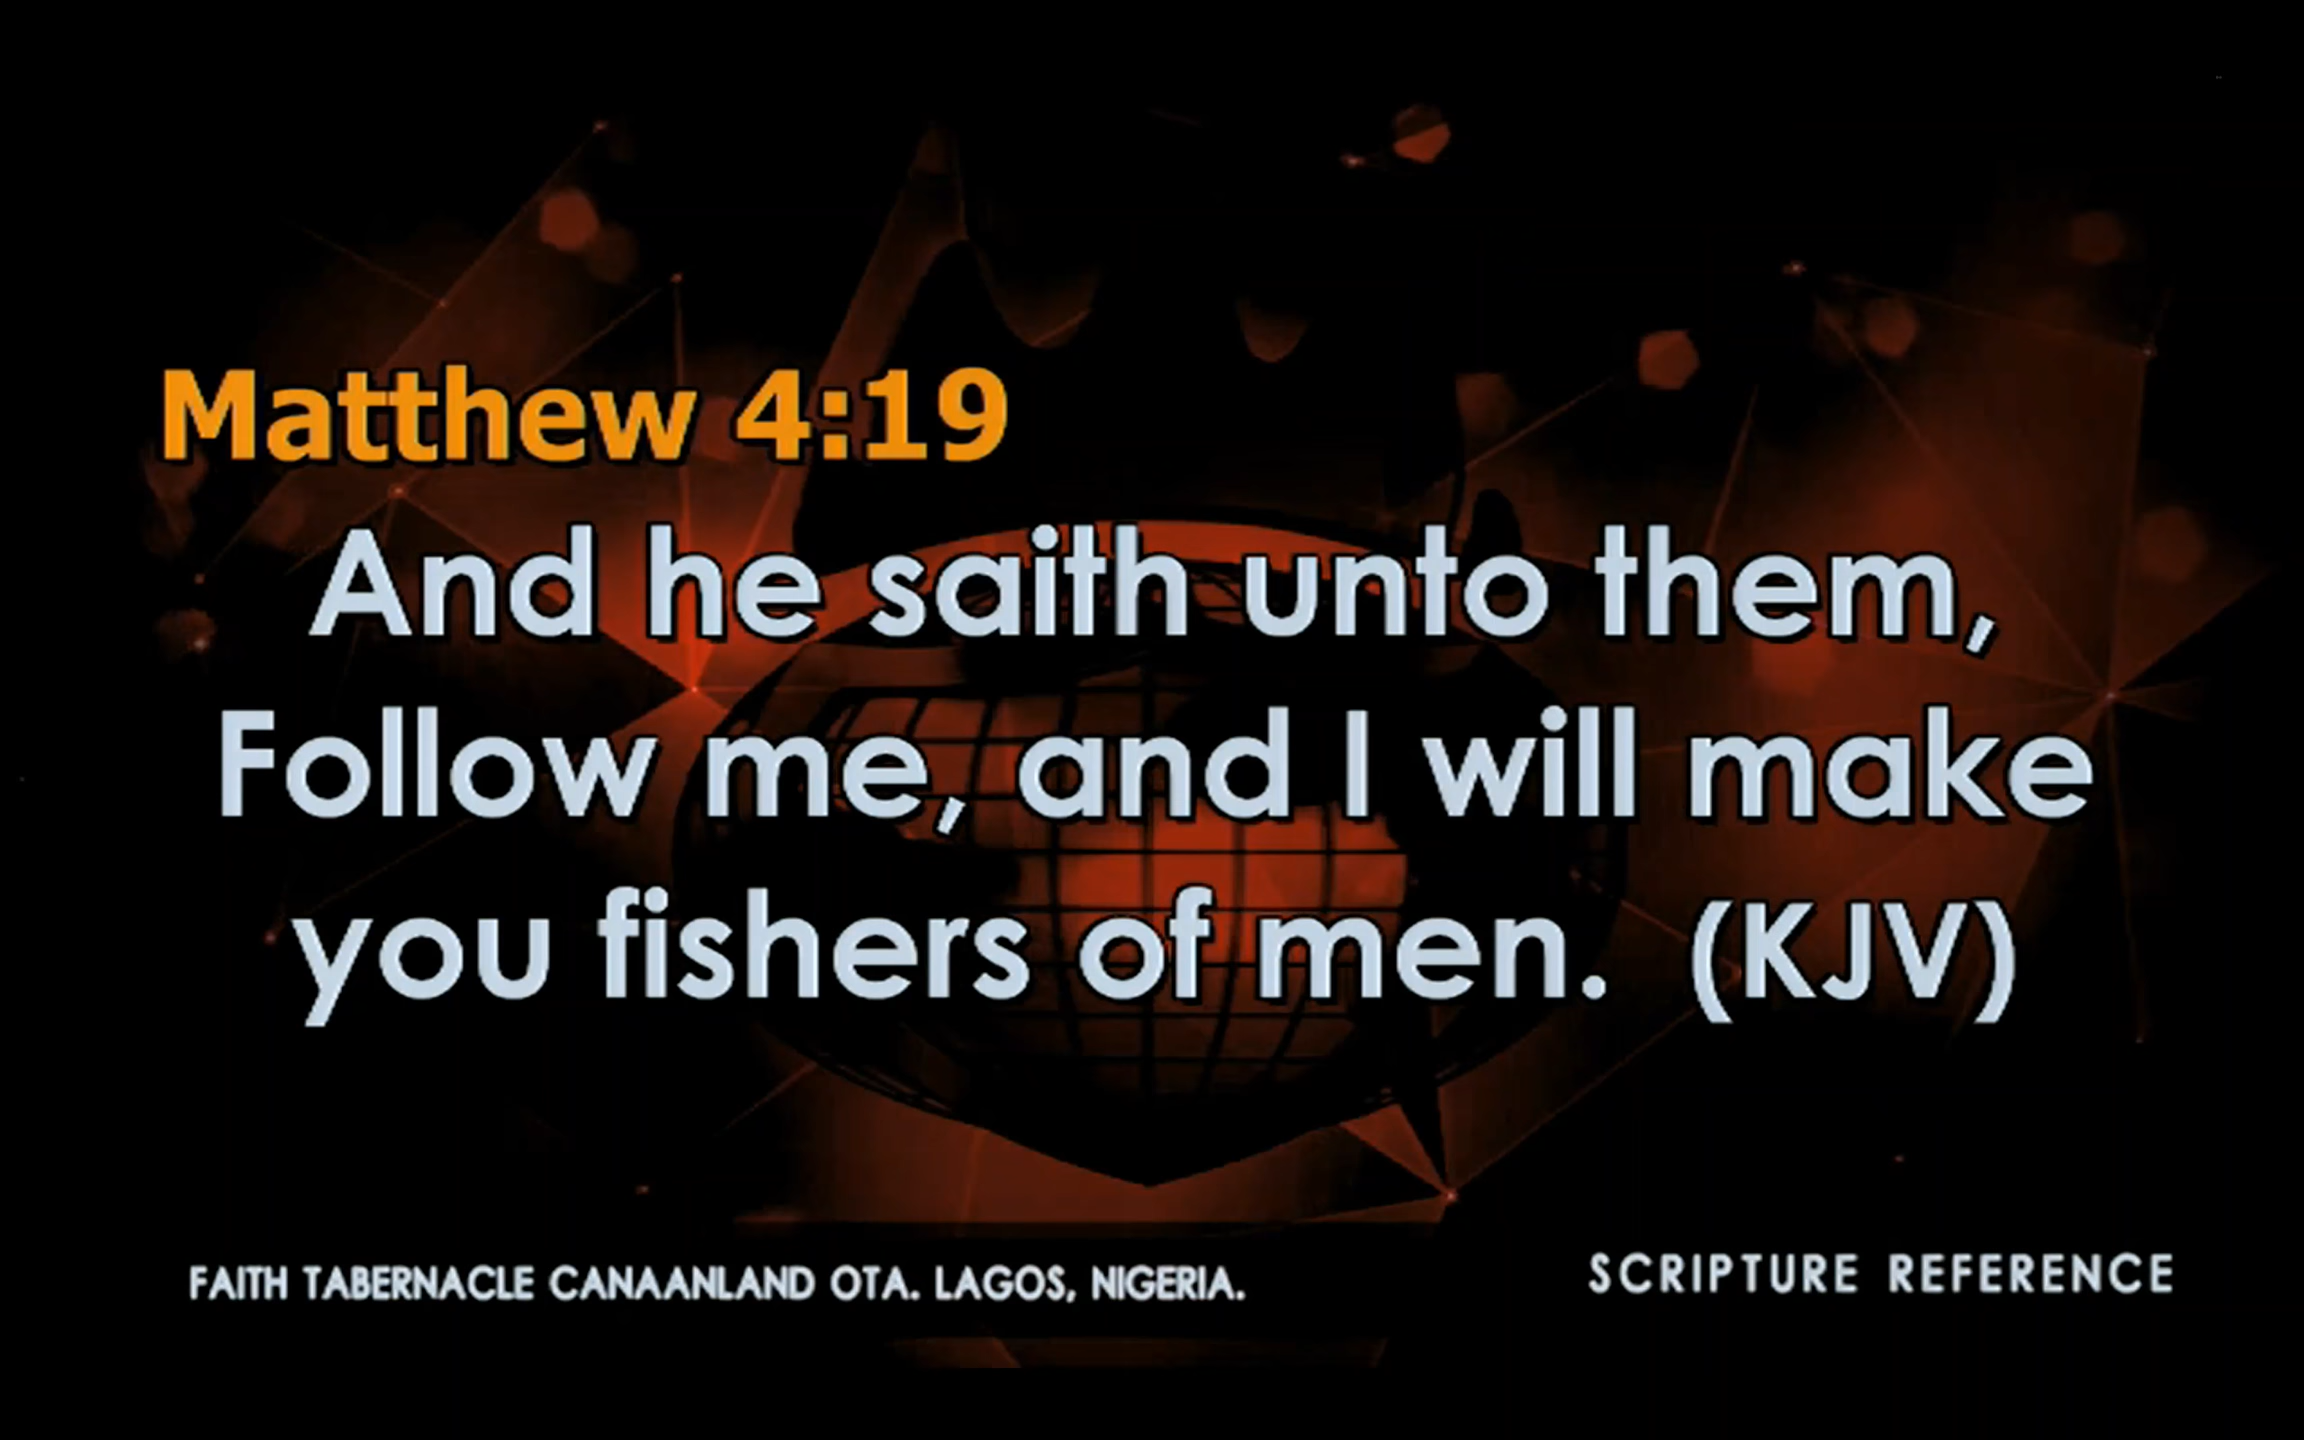 Matthew 4:19
And he saith unto them,
Follow me, and I will make
you fishers of men.  (KJV)
FAITH TABERNACLE CANAANLAND OTA. LAGOS, NIGERIA.
SCRIPTURE REFERENCE